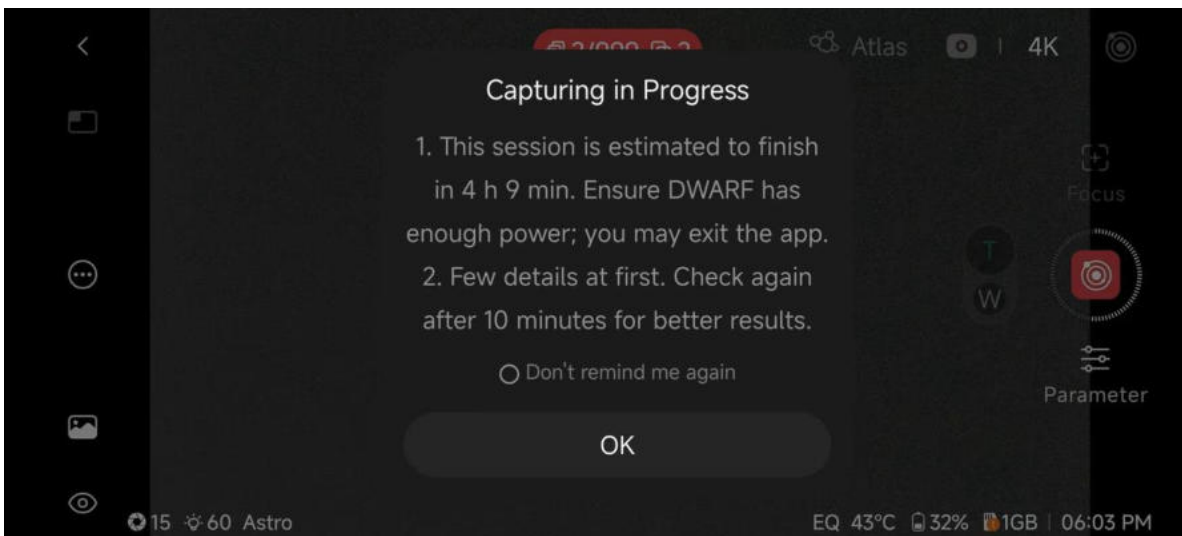 Atlas
4K
Capturing in Progress
1. This session is estimated to finish
in 4 h 9 min. Ensure DWARF has
enough power; you may exit the app.
2. Few details at first. Check again
after 10 minutes for better results.
Don't remind me again
OK
Focus
T
W
Parameter
15 60 Astro
EQ 43°C 32% 1GB 06:03 PM